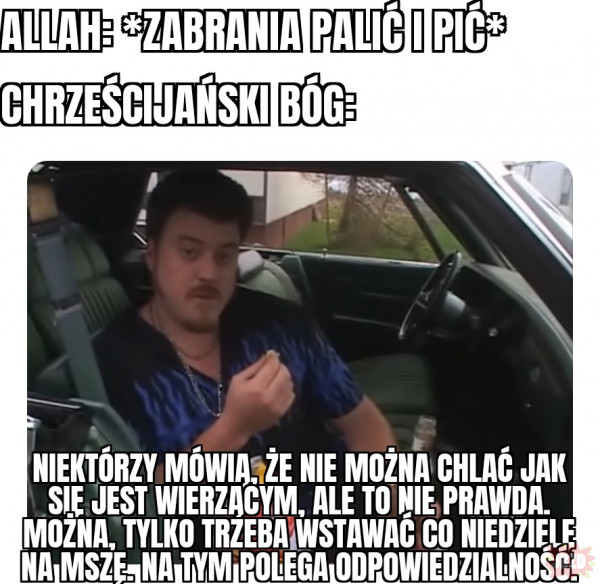 ALLAH: *ZABRANIA PALIĆ I PIĆ*
CHRZEŚCIJAŃSKI BÓG:
NIEKTÓRZY MÓWIĄ, ŻE NIE MOŻNA CHLAĆ JAK
SIĘ JEST WIERZĄCYM, ALE TO NIE PRAWDA.
MOŻNA, TYLKO TRZEBA WSTAWAĆ CO NIEDZIELĘ
NA MSZĘ. NA TYM POLEGA ODPOWIEDZIALNOŚĆ.